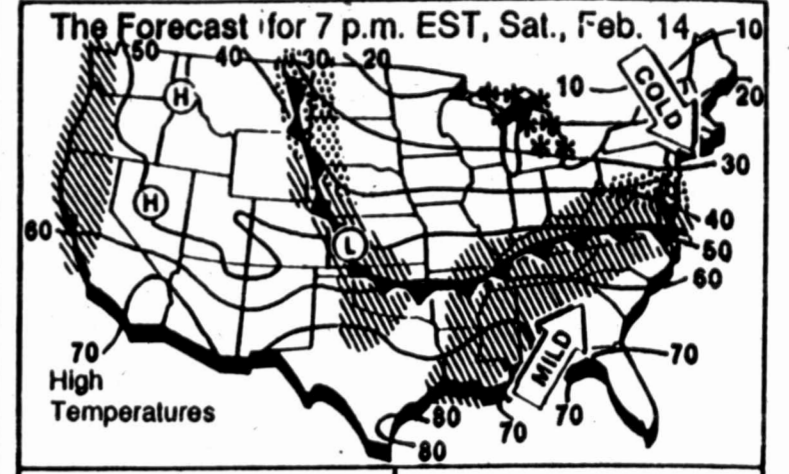 The Forecast for 7 p.m. EST, Sat., Feb. 14
50 40 30 20
10
10
COLD
20
H
30
H
40
60
L
50
60
70
70
MILD
High
Temperatures
80
70
70
80